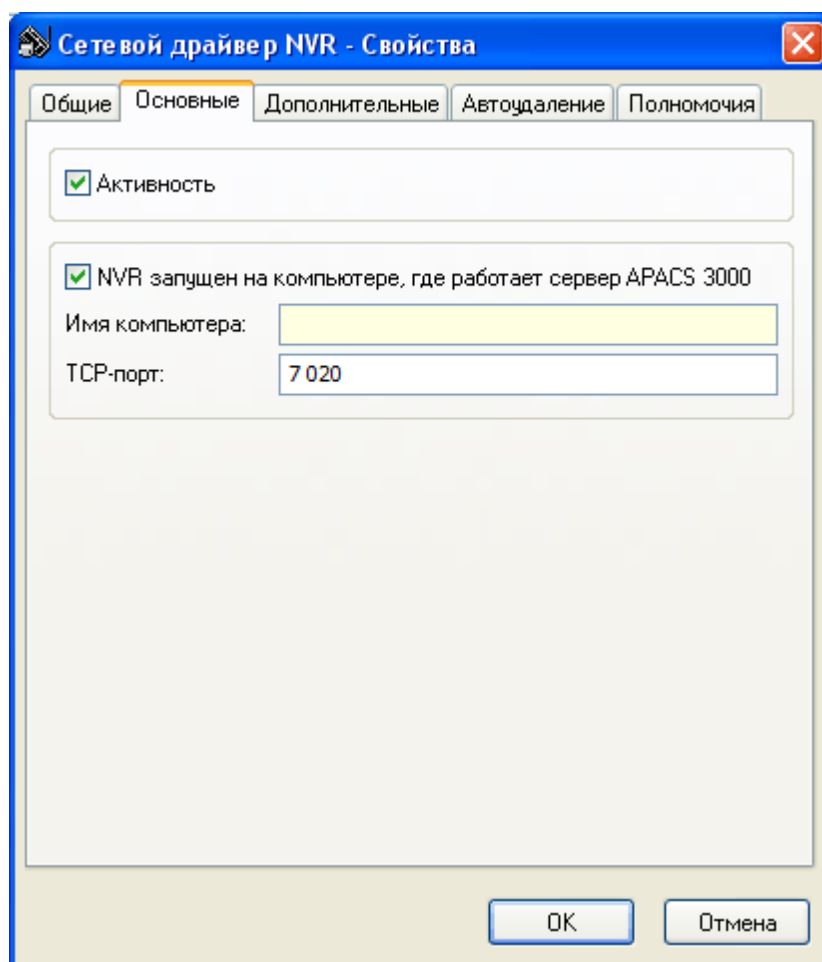 Сетевой драйвер NVR - Свойства
Общие Основные Дополнительные Автоудаление Полномочия
Активность
NVR запущен на компьютере, где работает сервер APACS 3000
Имя компьютера:
TCP-порт: 7 020
OK Отмена